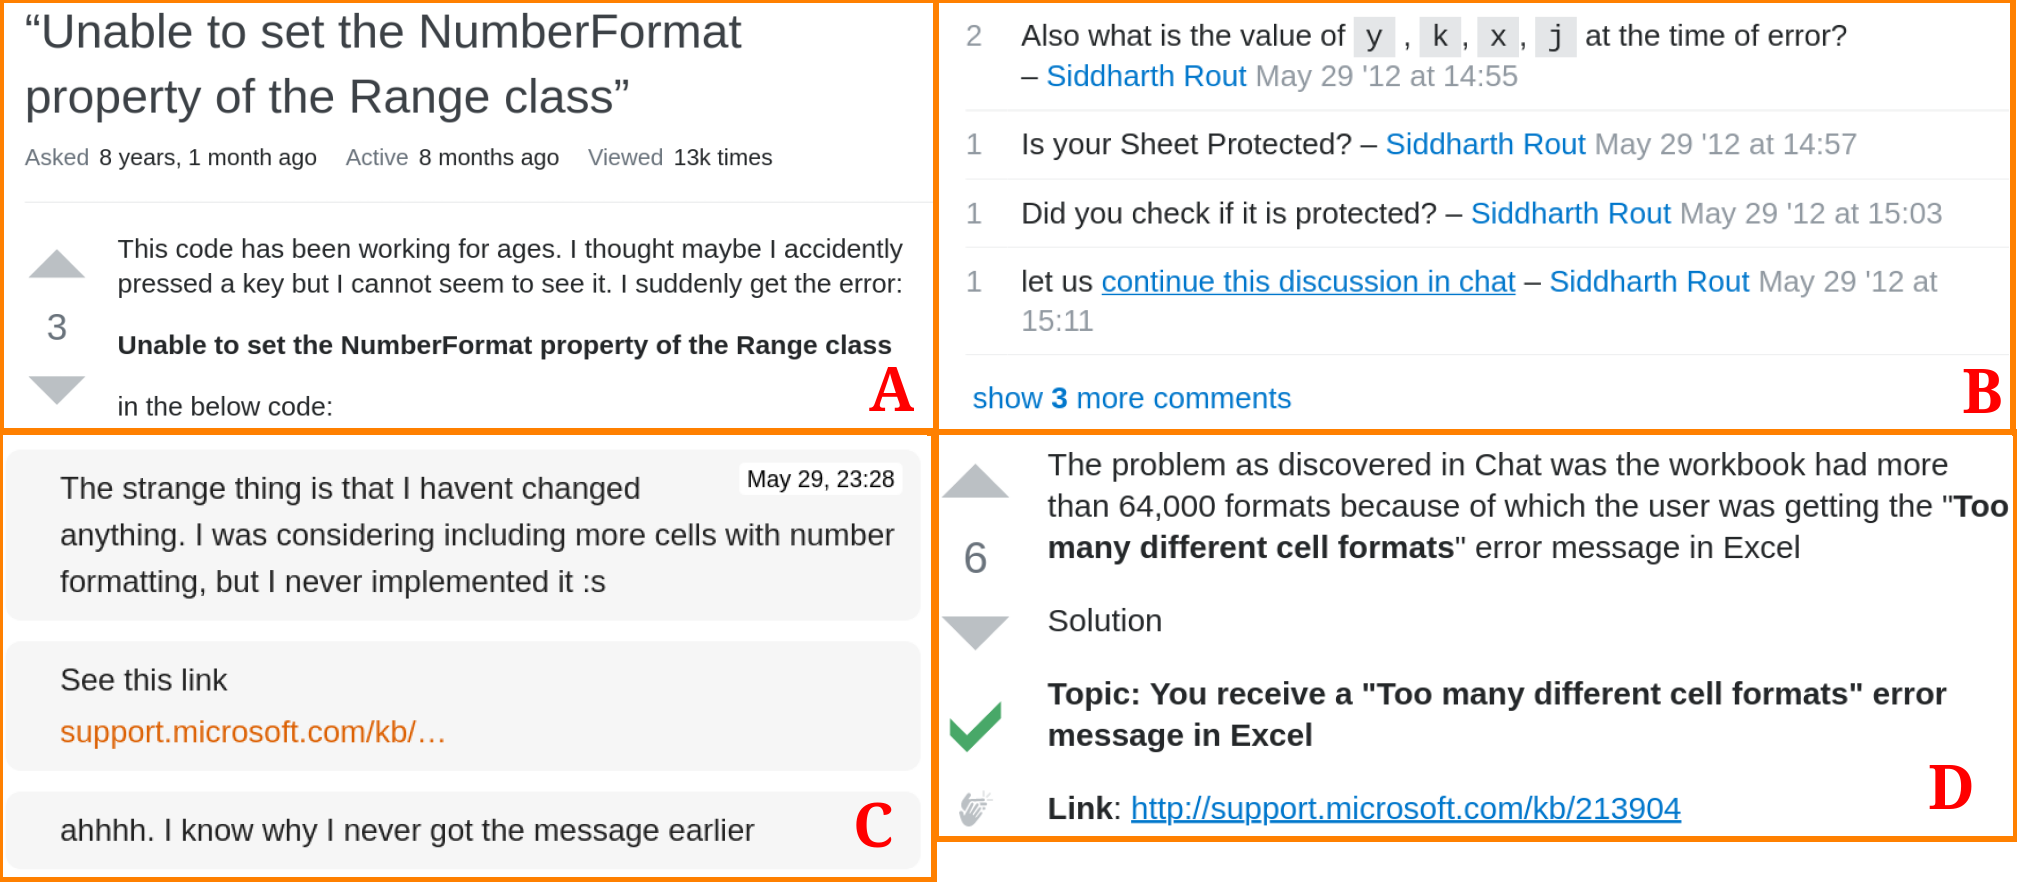 “Unable to set the NumberFormat
property of the Range class”
Asked 8 years, 1 month ago Active 8 months ago Viewed 13k times
This code has been working for ages. I thought maybe I accidently
pressed a key but I cannot seem to see it. I suddenly get the error:
3
Unable to set the NumberFormat property of the Range class
in the below code:
A
2 Also what is the value of y , k, x, j at the time of error?
– Siddharth Rout May 29 '12 at 14:55
1 Is your Sheet Protected? – Siddharth Rout May 29 '12 at 14:57
1 Did you check if it is protected? – Siddharth Rout May 29 '12 at 15:03
1 let us continue this discussion in chat – Siddharth Rout May 29 '12 at
15:11
show 3 more comments
B
May 29, 23:28
The strange thing is that I havent changed
anything. I was considering including more cells with number
formatting, but I never implemented it :s
See this link
support.microsoft.com/kb/…
ahhhh. I know why I never got the message earlier
C
The problem as discovered in Chat was the workbook had more
than 64,000 formats because of which the user was getting the "Too
many different cell formats" error message in Excel
6
Solution
Topic: You receive a "Too many different cell formats" error
message in Excel
Link: http://support.microsoft.com/kb/213904
D